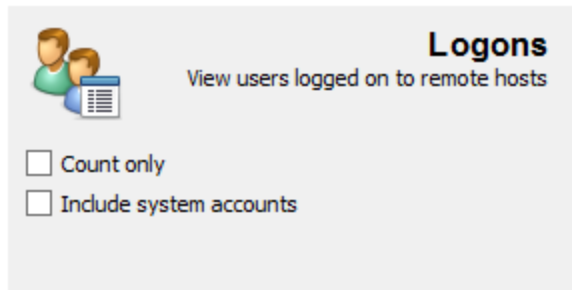 Logons
View users logged on to remote hosts
Count only
Include system accounts